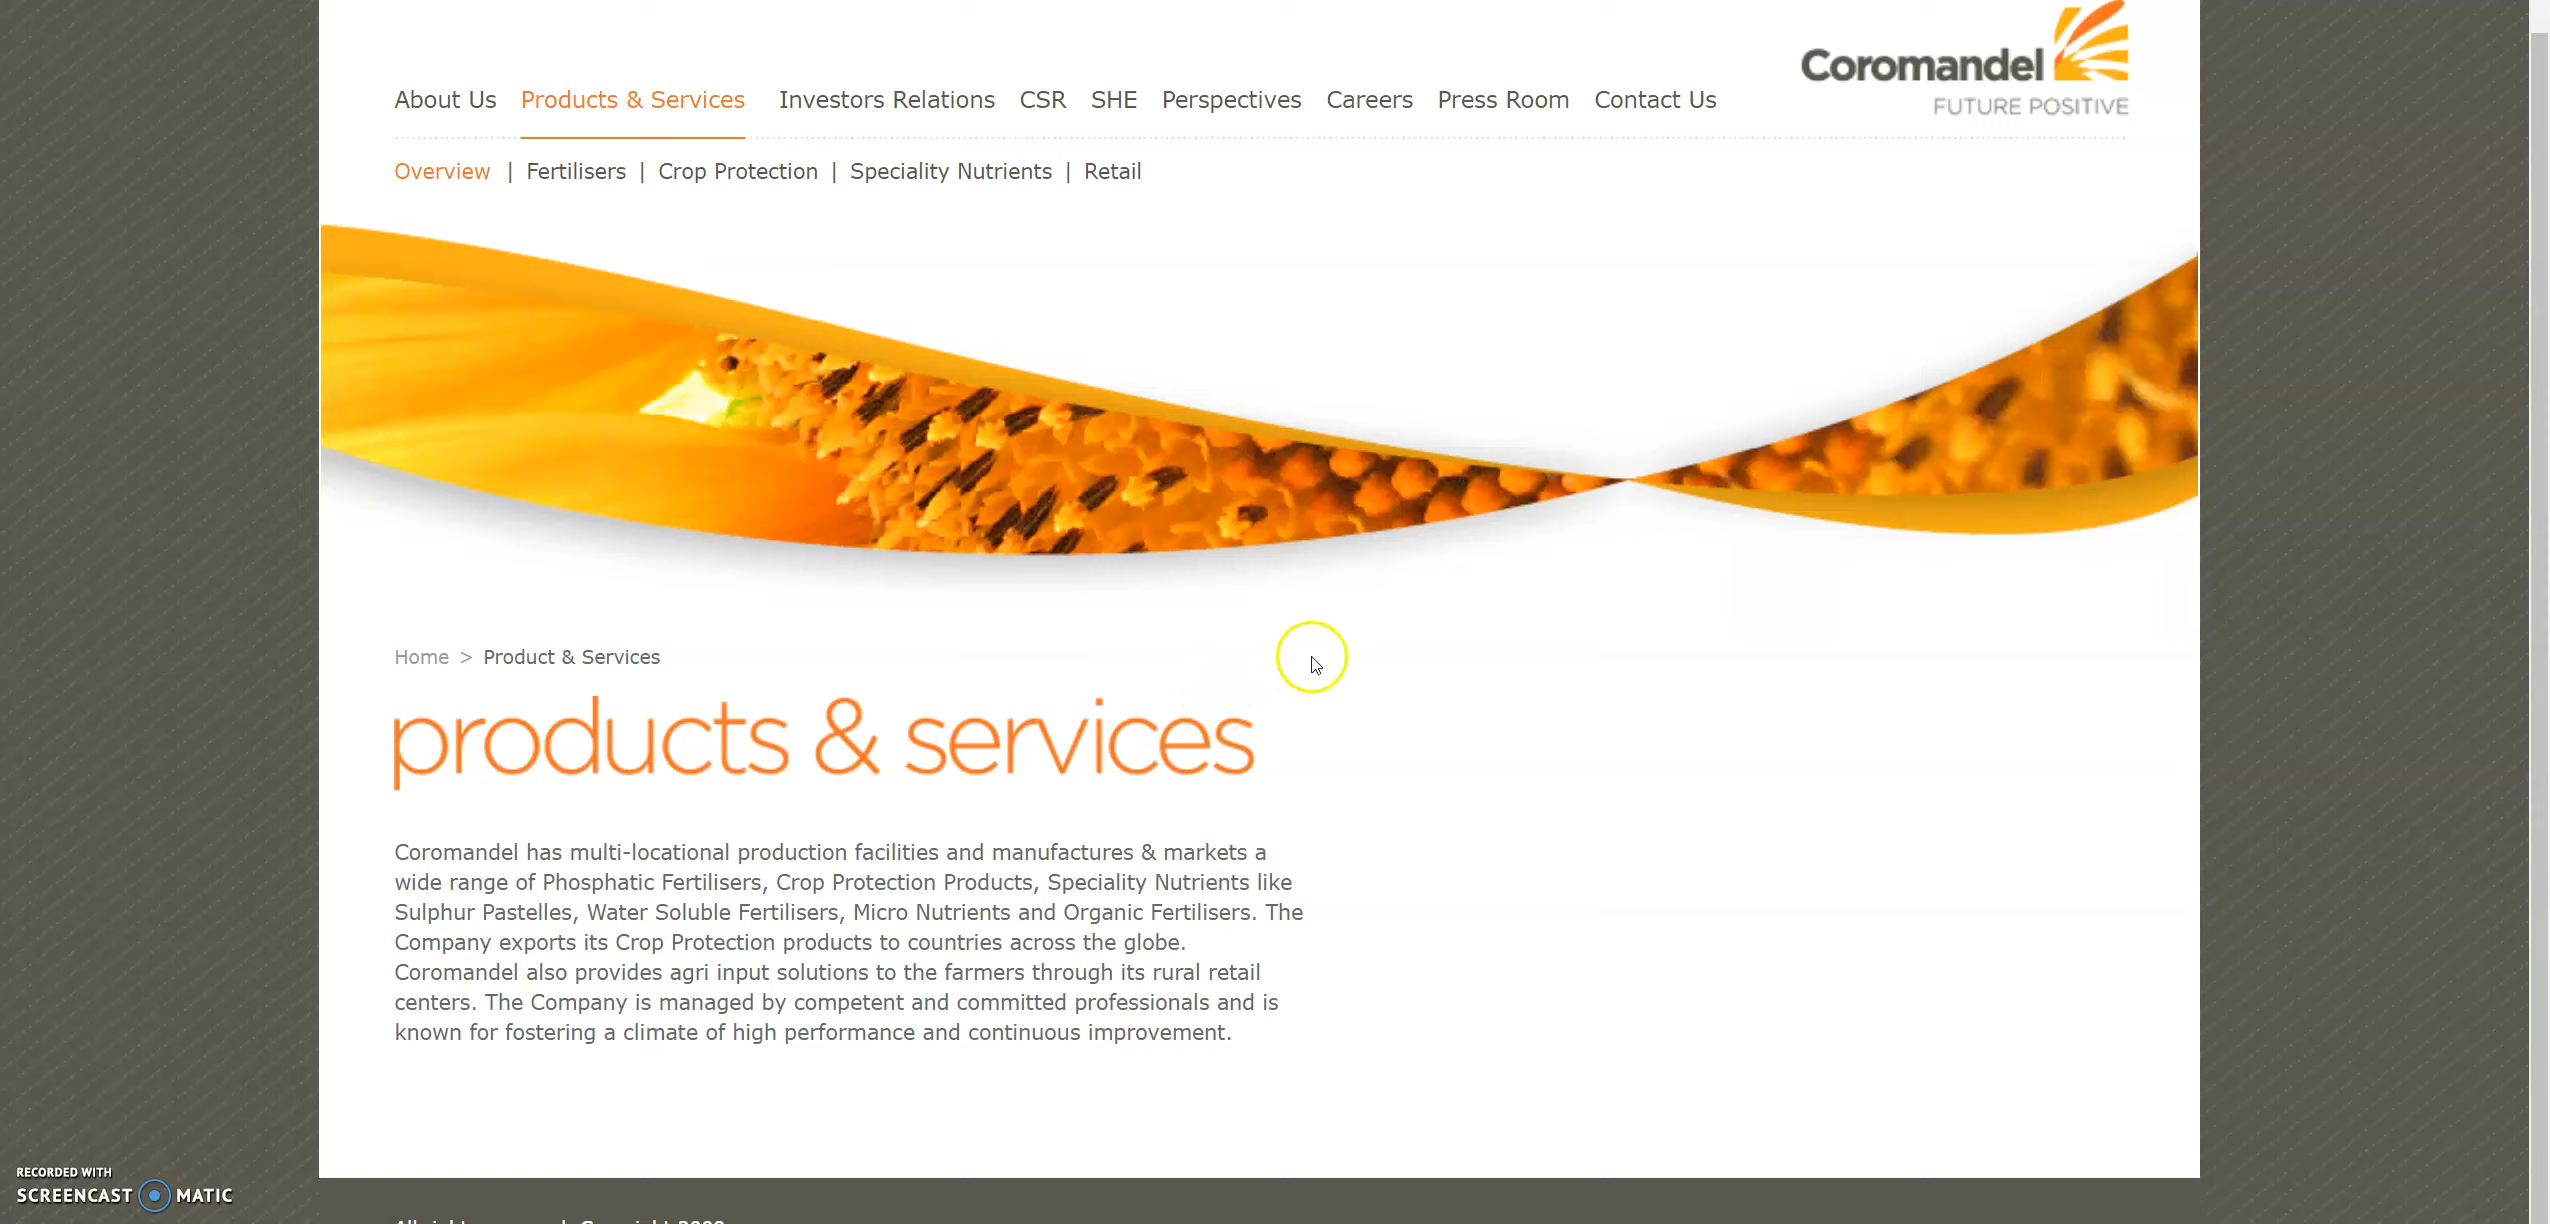 Coromandel
FUTURE POSITIVE
About Us Products & Services Investors Relations CSR SHE Perspectives Careers Press Room Contact Us
Overview | Fertilisers | Crop Protection | Speciality Nutrients | Retail
Home > Product & Services
products & services
Coromandel has multi-locational production facilities and manufactures & markets a
wide range of Phosphatic Fertilisers, Crop Protection Products, Speciality Nutrients like
Sulphur Pastelles, Water Soluble Fertilisers, Micro Nutrients and Organic Fertilisers. The
Company exports its Crop Protection products to countries across the globe.
Coromandel also provides agri input solutions to the farmers through its rural retail
centers. The Company is managed by competent and committed professionals and is
known for fostering a climate of high performance and continuous improvement.
RECORDED WITH
SCREENCAST MATIC